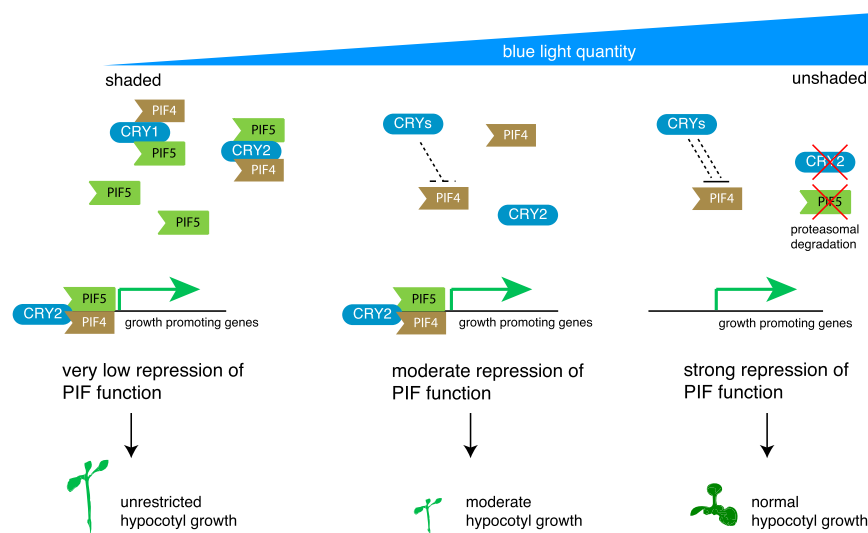 blue light quantity
shaded
unshaded
PIF4
CRY1
PIF5
PIF5
CRY2
PIF4
PIF5
PIF5
CRYs
PIF4
PIF4
CRY2
CRYs
PIF4
CRY2
PIF5
proteasomal
degradation
PIF5
CRY2
PIF4
growth promoting genes
PIF5
CRY2
PIF4
growth promoting genes
growth promoting genes
very low repression of
PIF function
moderate repression of
PIF function
strong repression of
PIF function
unrestricted
hypocotyl growth
moderate
hypocotyl growth
normal
hypocotyl growth